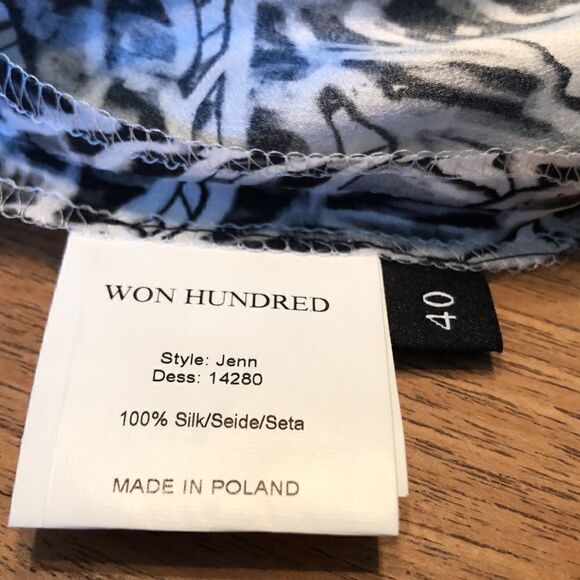 WON HUNDRED
Style: Jenn
Dess: 14280
100% Silk/Seide/Seta
MADE IN POLAND
40